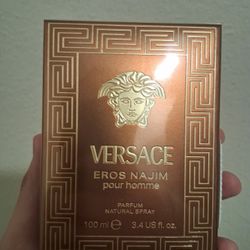 VERSACE
EROS NAJIM
pour homme
PARFUM
NATURAL SPRAY
100 ml ℮ 3.4 US fl. oz.